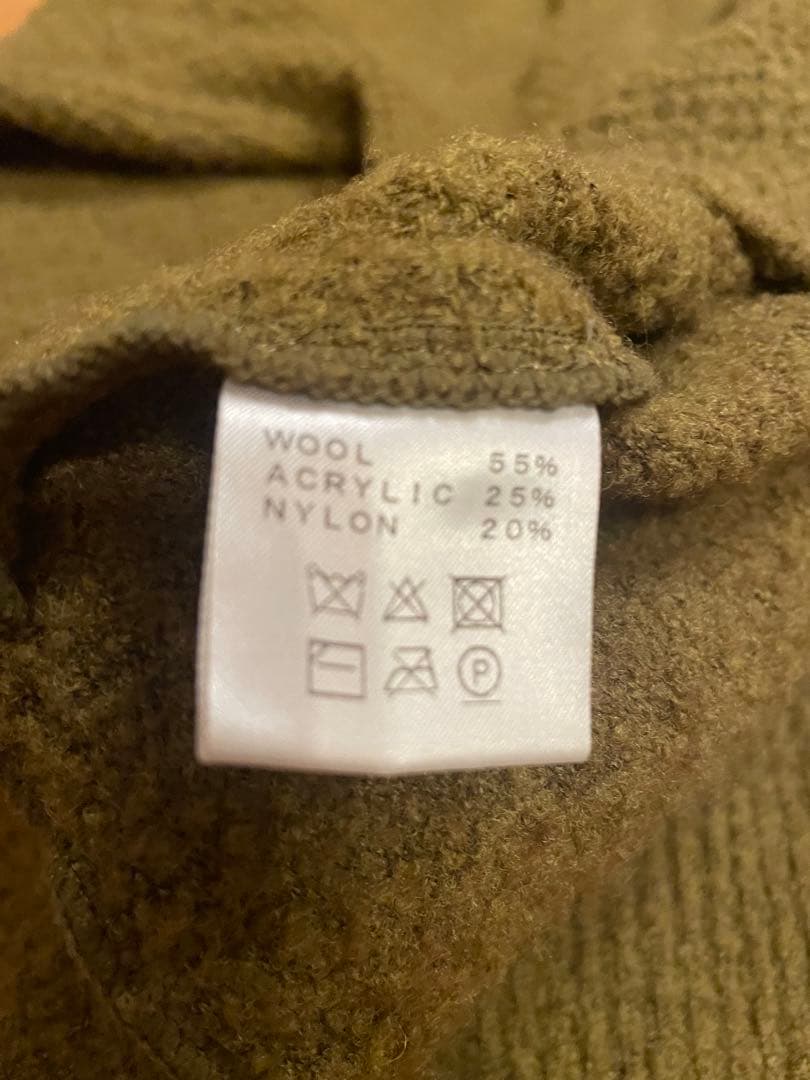 WOOL 55%
ACRYLIC 25%
NYLON 20%
P